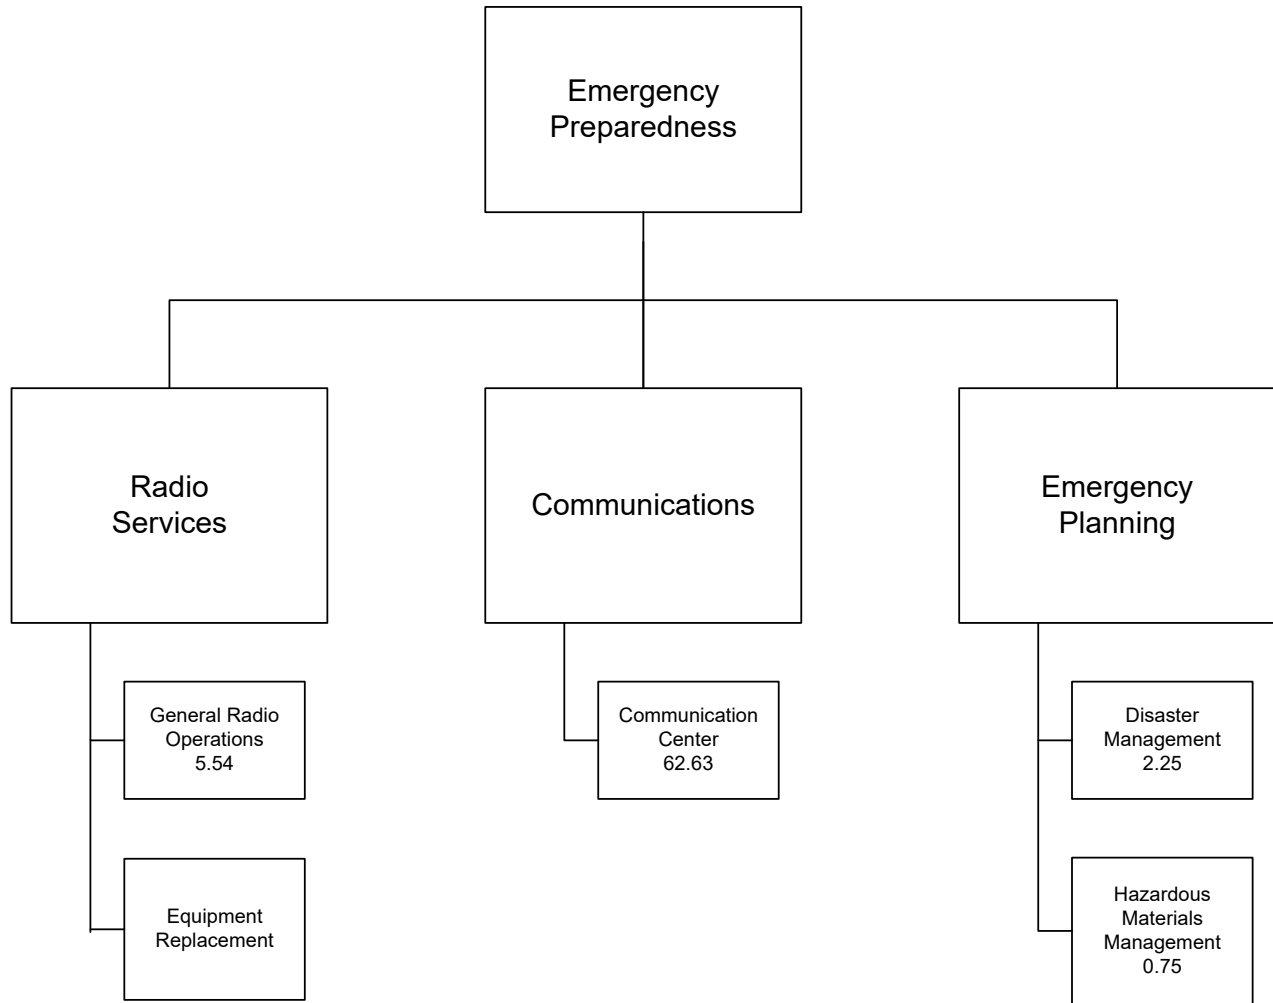 Emergency
Preparedness
Radio
Services
Communications
Emergency
Planning
General Radio
Operations
5.54
Communication
Center
62.63
Disaster
Management
2.25
Equipment
Replacement
Hazardous
Materials
Management
0.75